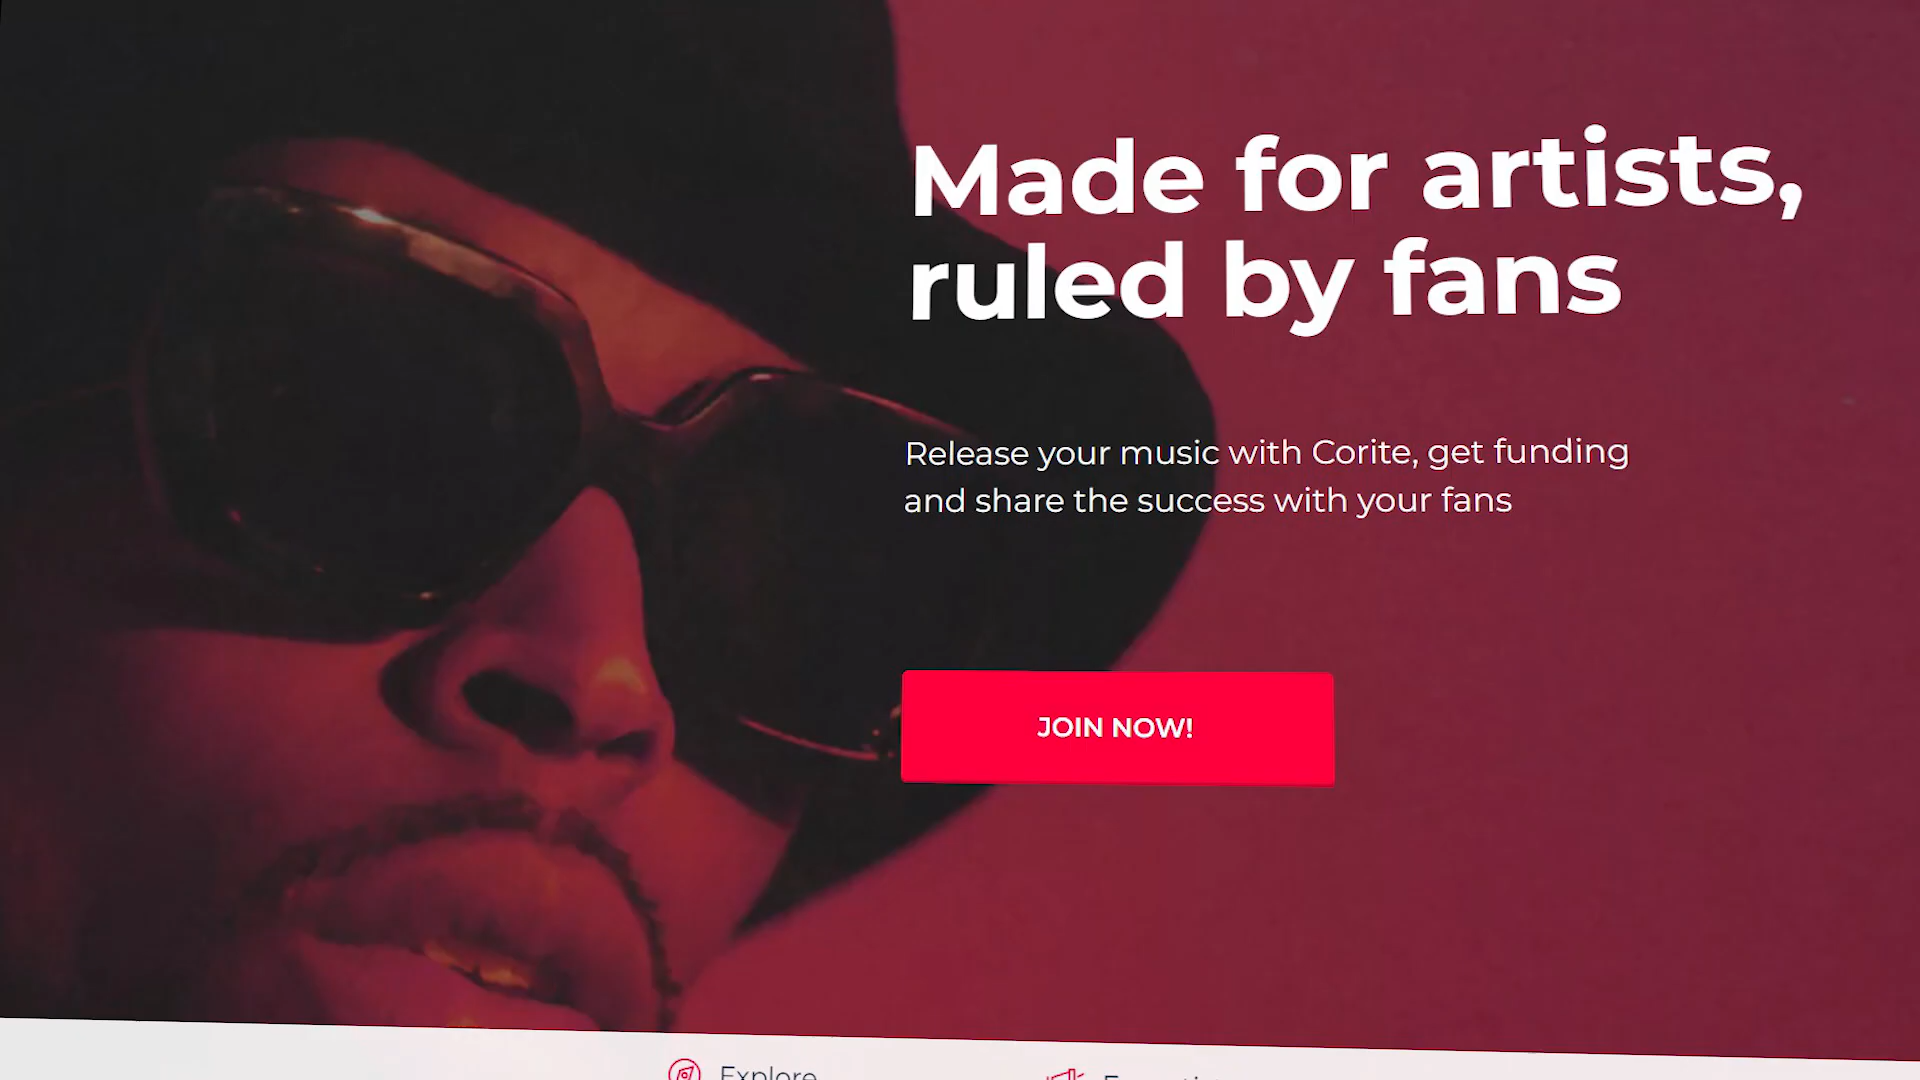 Made for artists,
ruled by fans
Release your music with Corite, get funding
and share the success with your fans
JOIN NOW!
Explore